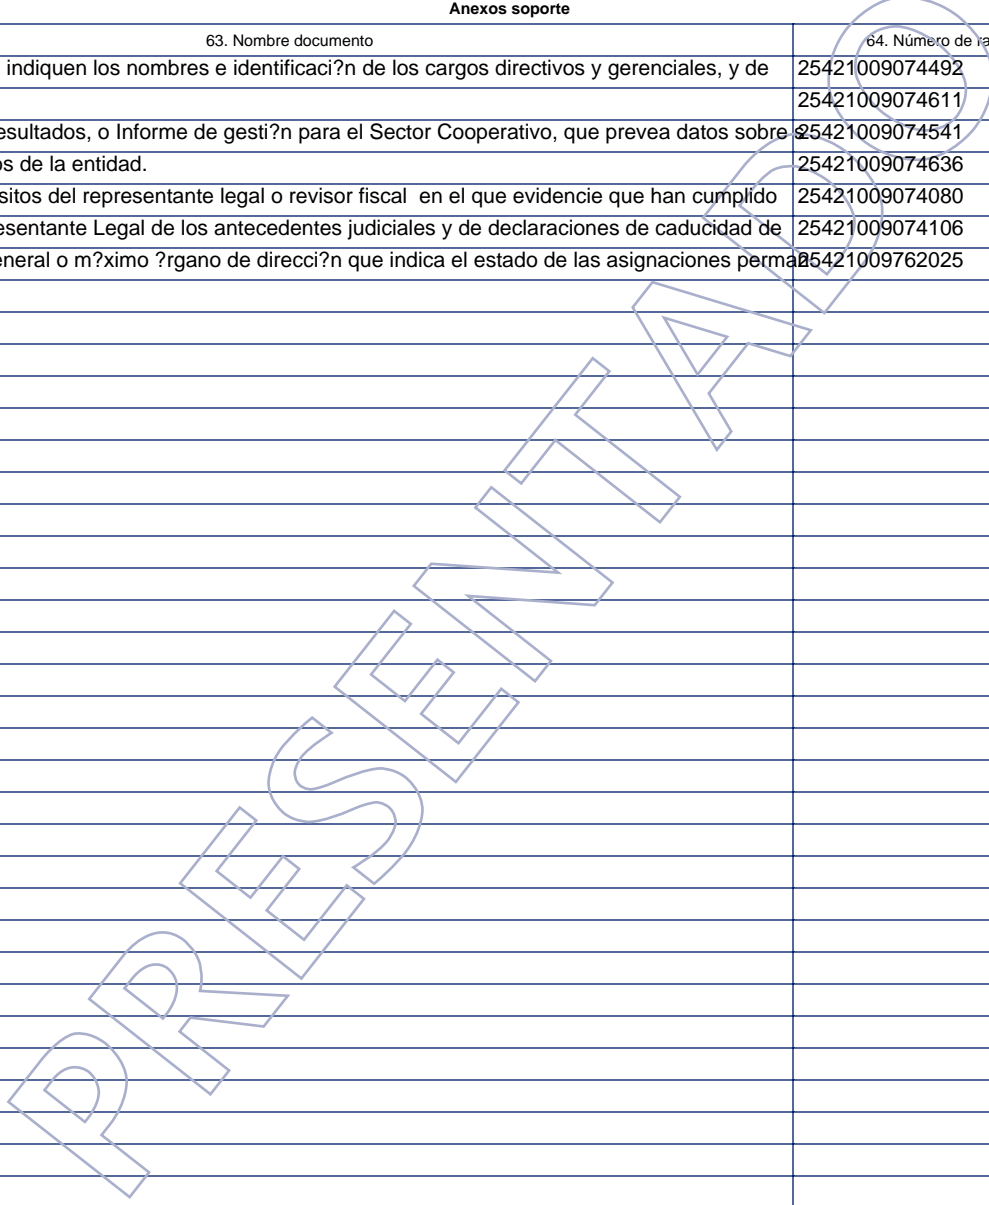 Anexos soporte
63. Nombre documento 64. Número de ra
indiquen los nombres e identificaci?n de los cargos directivos y gerenciales, y de 25421009074492
25421009074611
esultados, o Informe de gesti?n para el Sector Cooperativo, que prevea datos sobre s 25421009074541
os de la entidad. 25421009074636
sitos del representante legal o revisor fiscal en el que evidencie que han cumplido 25421009074080
esentante Legal de los antecedentes judiciales y de declaraciones de caducidad de 25421009074106
eneral o m?ximo ?rgano de direcci?n que indica el estado de las asignaciones perman 25421009762025
PRESENTADO